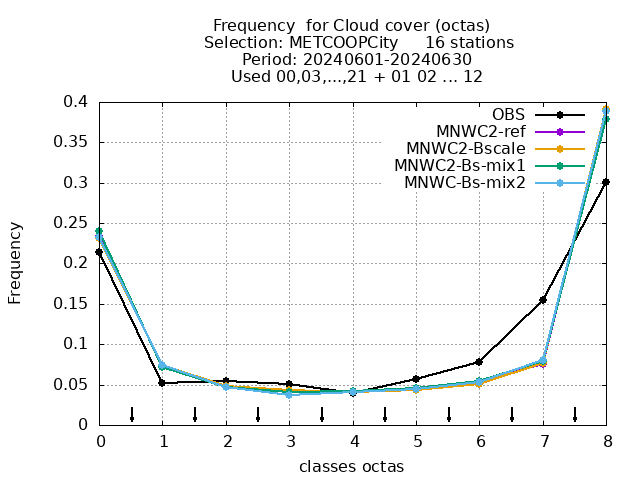 Frequency  for Cloud cover (octas)
Selection: METCOOPCity     16 stations
Period: 20240601-20240630
Used 00,03,...,21 + 01 02 ... 12
OBS
MNWC2-ref
MNWC2-Bscale
MNWC2-Bs-mix1
MNWC-Bs-mix2
Frequency
0.4
0.35
0.3
0.25
0.2
0.15
0.1
0.05
0
0 1 2 3 4 5 6 7 8
classes octas